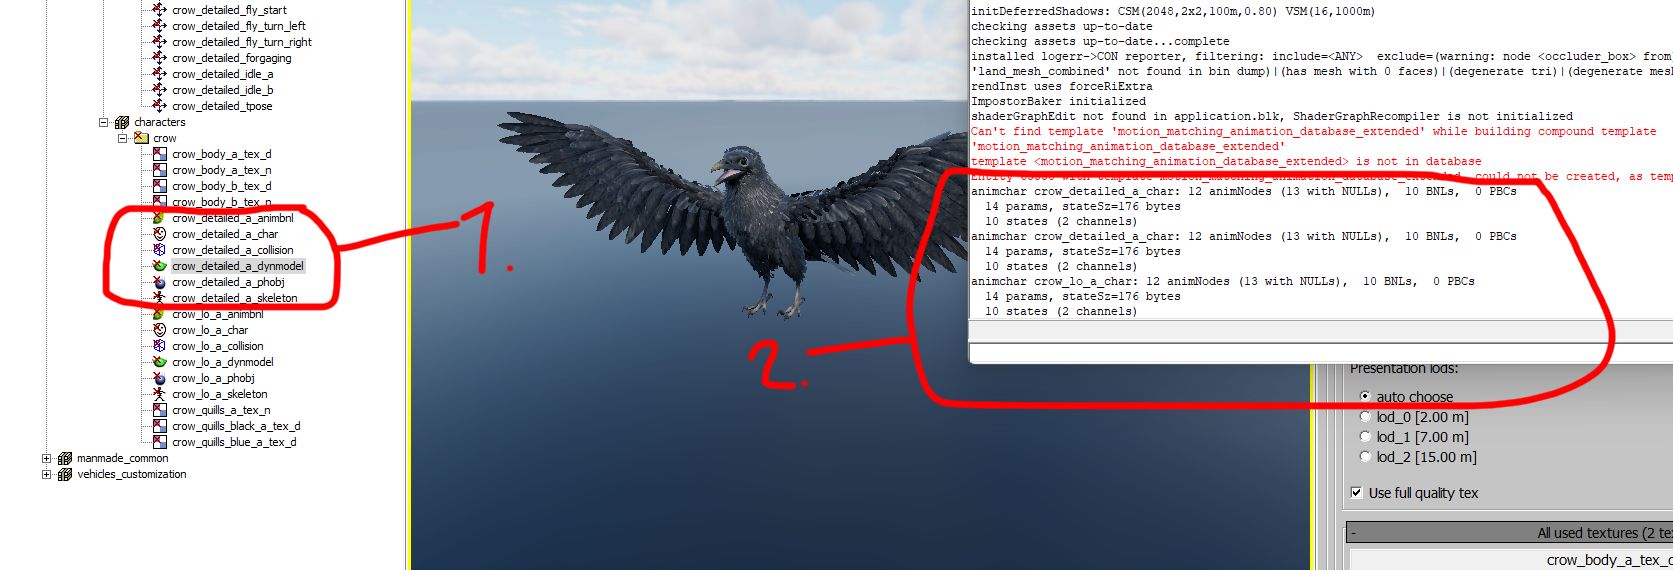 crow_detailed_fly_start
crow_detailed_fly_turn_left
crow_detailed_fly_turn_right
crow_detailed_forgaging
crow_detailed_idle_a
crow_detailed_idle_b
crow_detailed_tpose
characters
crow
crow_body_a_tex_d
crow_body_a_tex_n
crow_body_b_tex_d
crow_body_b_tex_n
crow_detailed_a_animbnl
crow_detailed_a_char
crow_detailed_a_collision
crow_detailed_a_dynmodel
crow_detailed_a_phobj
crow_detailed_a_skeleton
crow_lo_a_animbnl
crow_lo_a_char
crow_lo_a_collision
crow_lo_a_dynmodel
crow_lo_a_phobj
crow_lo_a_skeleton
crow_quills_a_tex_n
crow_quills_black_a_tex_d
crow_quills_blue_a_tex_d
manmade_common
vehicles_customization
1.
2.
initDeferredShadows: CSM(2048,2x2,100m,0.80) VSM(16,1000m)
checking assets up-to-date
checking assets up-to-date...complete
installed logerr->CON reporter, filtering: include=<ANY> exclude=(warning: node <occluder_box> from
'land_mesh_combined' not found in bin dump)|(has mesh with 0 faces)|(degenerate tri)|(degenerate mes
rendInst uses forceRiExtra
ImpostorBaker initialized
shaderGraphEdit not found in application.blk, ShaderGraphRecompiler is not initialized
Can't find template 'motion_matching_animation_database_extended' while building compound template
'motion_matching_animation_database_extended'
template <motion_matching_animation_database_extended> is not in database
could not be created, as temp
animchar crow_detailed_a_char: 12 animNodes (13 with NULLs), 10 BNLs, 0 PBCs
14 params, stateSz=176 bytes
10 states (2 channels)
animchar crow_detailed_a_char: 12 animNodes (13 with NULLs), 10 BNLs, 0 PBCs
14 params, stateSz=176 bytes
10 states (2 channels)
animchar crow_lo_a_char: 12 animNodes (13 with NULLs), 10 BNLs, 0 PBCs
14 params, stateSz=176 bytes
10 states (2 channels)
Presentation lods:
auto choose
lod_0 [2.00 m]
lod_1 [7.00 m]
lod_2 [15.00 m]
Use full quality tex
- All used textures (2 te
crow_body_a_tex_d